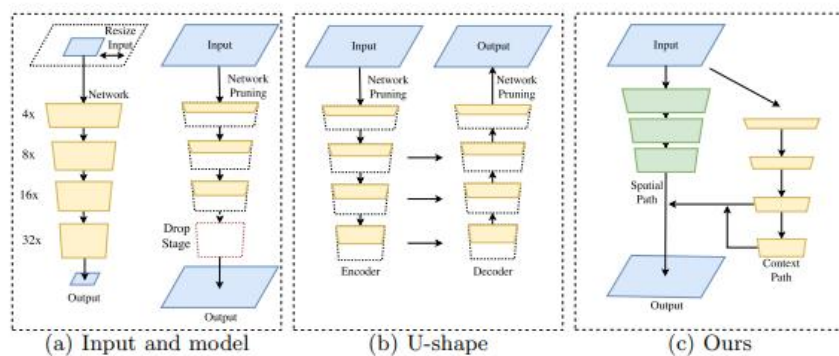 Resize
Input
Network
4x
8x
16x
32x
Output
Input
Network
Pruning
Drop
Stage
Output
(a) Input and model
Input
Network
Pruning
Encoder
Output
Network
Pruning
Decoder
(b) U-shape
Input
Spatial
Path
Context
Path
Output
(c) Ours